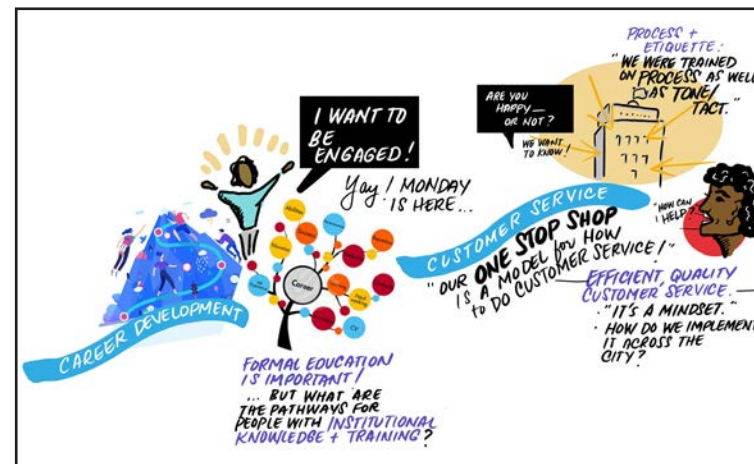 I WANT TO
BE
ENGAGED!
Yay! MONDAY
IS HERE...
Career
CV
CAREER DEVELOPMENT
FORMAL EDUCATION
IS IMPORTANT!
... BUT WHAT ARE
THE PATHWAYS FOR
PEOPLE WITH INSTITUTIONAL
KNOWLEDGE + TRAINING?
PROCESS +
ETIQUETTE:
"WE WERE TRAINED
ON PROCESS AS WELL
AS TONE/
TACT."
ARE YOU
HAPPY—
OR NOT?
WE WANT
TO KNOW!
CUSTOMER SERVICE
"HOW CAN
I HELP?"
"OUR ONE STOP SHOP
IS A MODEL for HOW
to DO CUSTOMER SERVICE!"
EFFICIENT, QUALITY
CUSTOMER SERVICE.
· "IT'S A MINDSET."
· HOW DO WE IMPLEMENT
IT ACROSS THE
CITY?